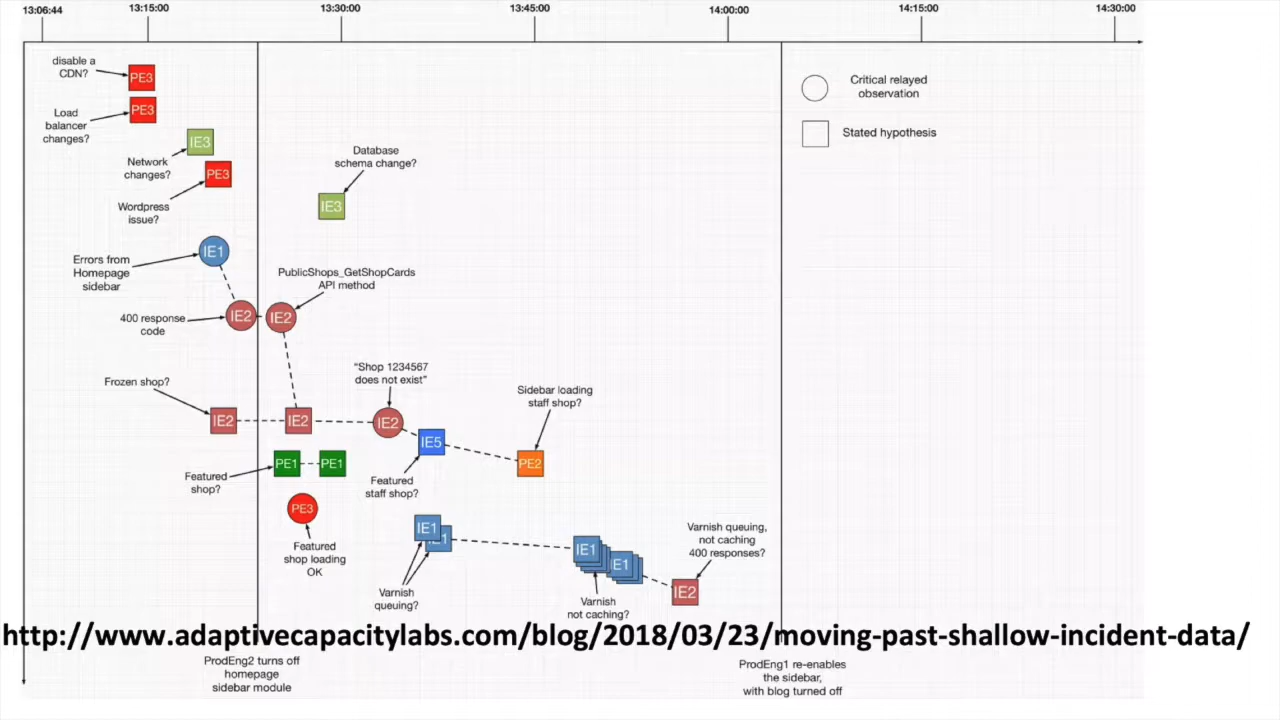 13:06:44
13:15:00
13:30:00
13:45:00
14:00:00
14:15:00
14:30:00
disable a
CDN?
PE3
Load
balancer
changes?
PE3
Network
changes?
IE3
Wordpress
issue?
PE3
Database
schema change?
IE3
Critical relayed
observation
Stated hypothesis
Errors from
Homepage
sidebar
IE1
400 response
code
IE2
PublicShops_GetShopCards
API method
IE2
Frozen shop?
IE2
IE2
"Shop 1234567
does not exist"
IE2
IE5
Featured
staff shop?
Sidebar loading
staff shop?
PE2
Featured
shop?
PE1
PE1
PE3
Featured
shop loading
OK
IE1
IE1
Varnish
queuing?
IE1
IE1
Varnish
not caching?
Varnish queuing,
not caching
400 responses?
IE2
http://www.adaptivecapacitylabs.com/blog/2018/03/23/moving-past-shallow-incident-data/
ProdEng2 turns off
homepage
sidebar module
ProdEng1 re-enables
the sidebar,
with blog turned off